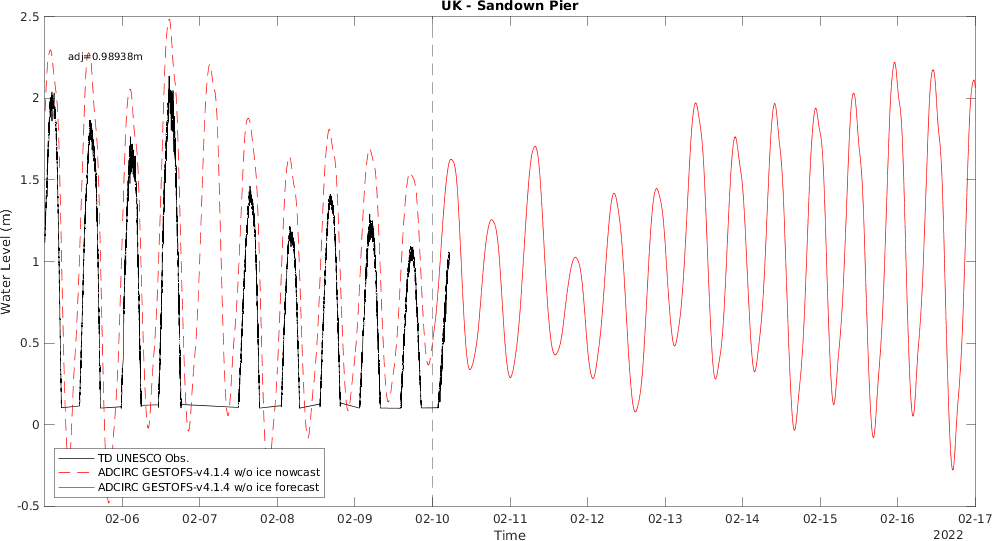 UK - Sandown Pier
adj=0.98938m
Water Level (m)
2.5
2
1.5
1
0.5
0
-0.5
TD UNESCO Obs.
ADCIRC GESTOFS-v4.1.4 w/o ice nowcast
ADCIRC GESTOFS-v4.1.4 w/o ice forecast
02-06 02-07 02-08 02-09 02-10 02-11 02-12 02-13 02-14 02-15 02-16 02-17
Time
2022